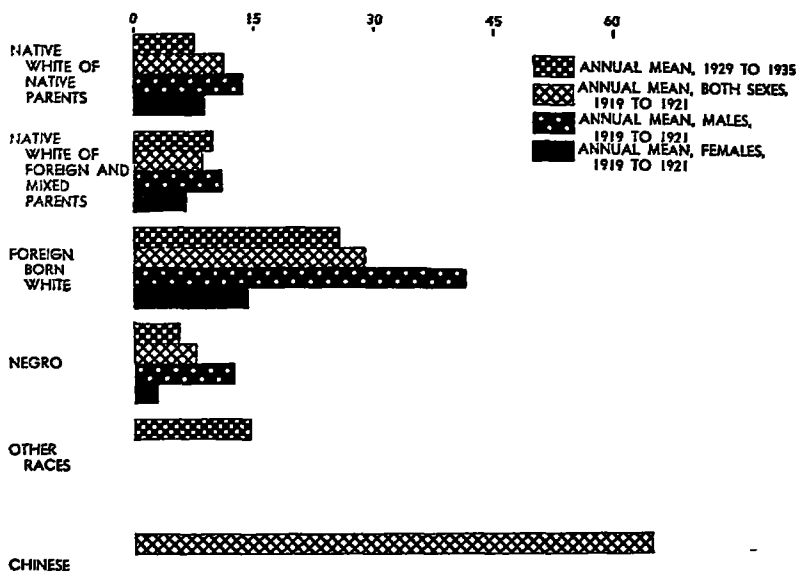 0 15 30 45 60
NATIVE
WHITE OF
NATIVE
PARENTS
NATIVE
WHITE OF
FOREIGN AND
MIXED
PARENTS
FOREIGN
BORN
WHITE
NEGRO
OTHER
RACES
CHINESE
ANNUAL MEAN, 1929 TO 1935
ANNUAL MEAN, BOTH SEXES,
1919 TO 1921
ANNUAL MEAN, MALES,
1919 TO 1921
ANNUAL MEAN, FEMALES,
1919 TO 1921